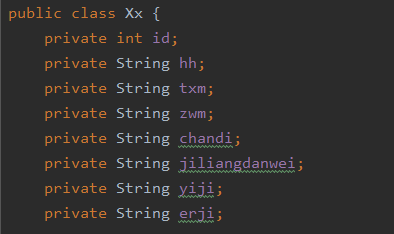 public class Xx {
private int id;
private String hh;
private String txm;
private String zwm;
private String chandi;
private String jiliangdanwei;
private String yiji;
private String erji;